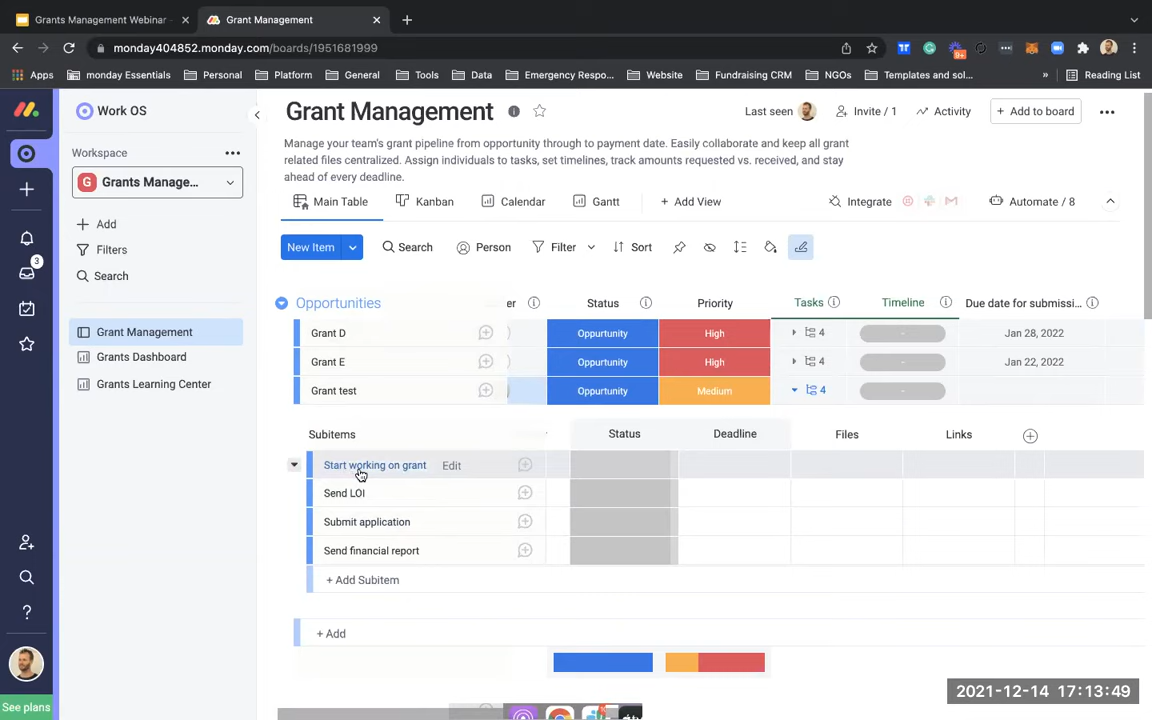 Grants Management Webinar
Grant Management
monday404852.monday.com/boards/1951681999
9+
Apps
monday Essentials
Personal
Platform
General
Tools
Data
Emergency Respo...
Website
Fundraising CRM
NGOs
Templates and sol...
»
Reading List
Work OS
Workspace
G Grants Manage...
Add
Filters
Search
3
Grant Management
Grants Dashboard
Grants Learning Center
See plans
Grant Management
Last seen
Invite / 1
Activity
+ Add to board
Manage your team's grant pipeline from opportunity through to payment date. Easily collaborate and keep all grant
related files centralized. Assign individuals to tasks, set timelines, track amounts requested vs. received, and stay
ahead of every deadline.
Main Table
Kanban
Calendar
Gantt
+ Add View
Integrate
Automate / 8
New Item
Search
Person
Filter
Sort
Opportunities er Status Priority Tasks Timeline Due date for submissi...
Grant D Oppurtunity High 4 - Jan 28, 2022
Grant E Oppurtunity High 4 - Jan 22, 2022
Grant test Oppurtunity Medium 4 -
Subitems Status Deadline Files Links
Start working on grant Edit
Send LOI
Submit application
Send financial report
+ Add Subitem
+ Add
2021-12-14 17:13:49